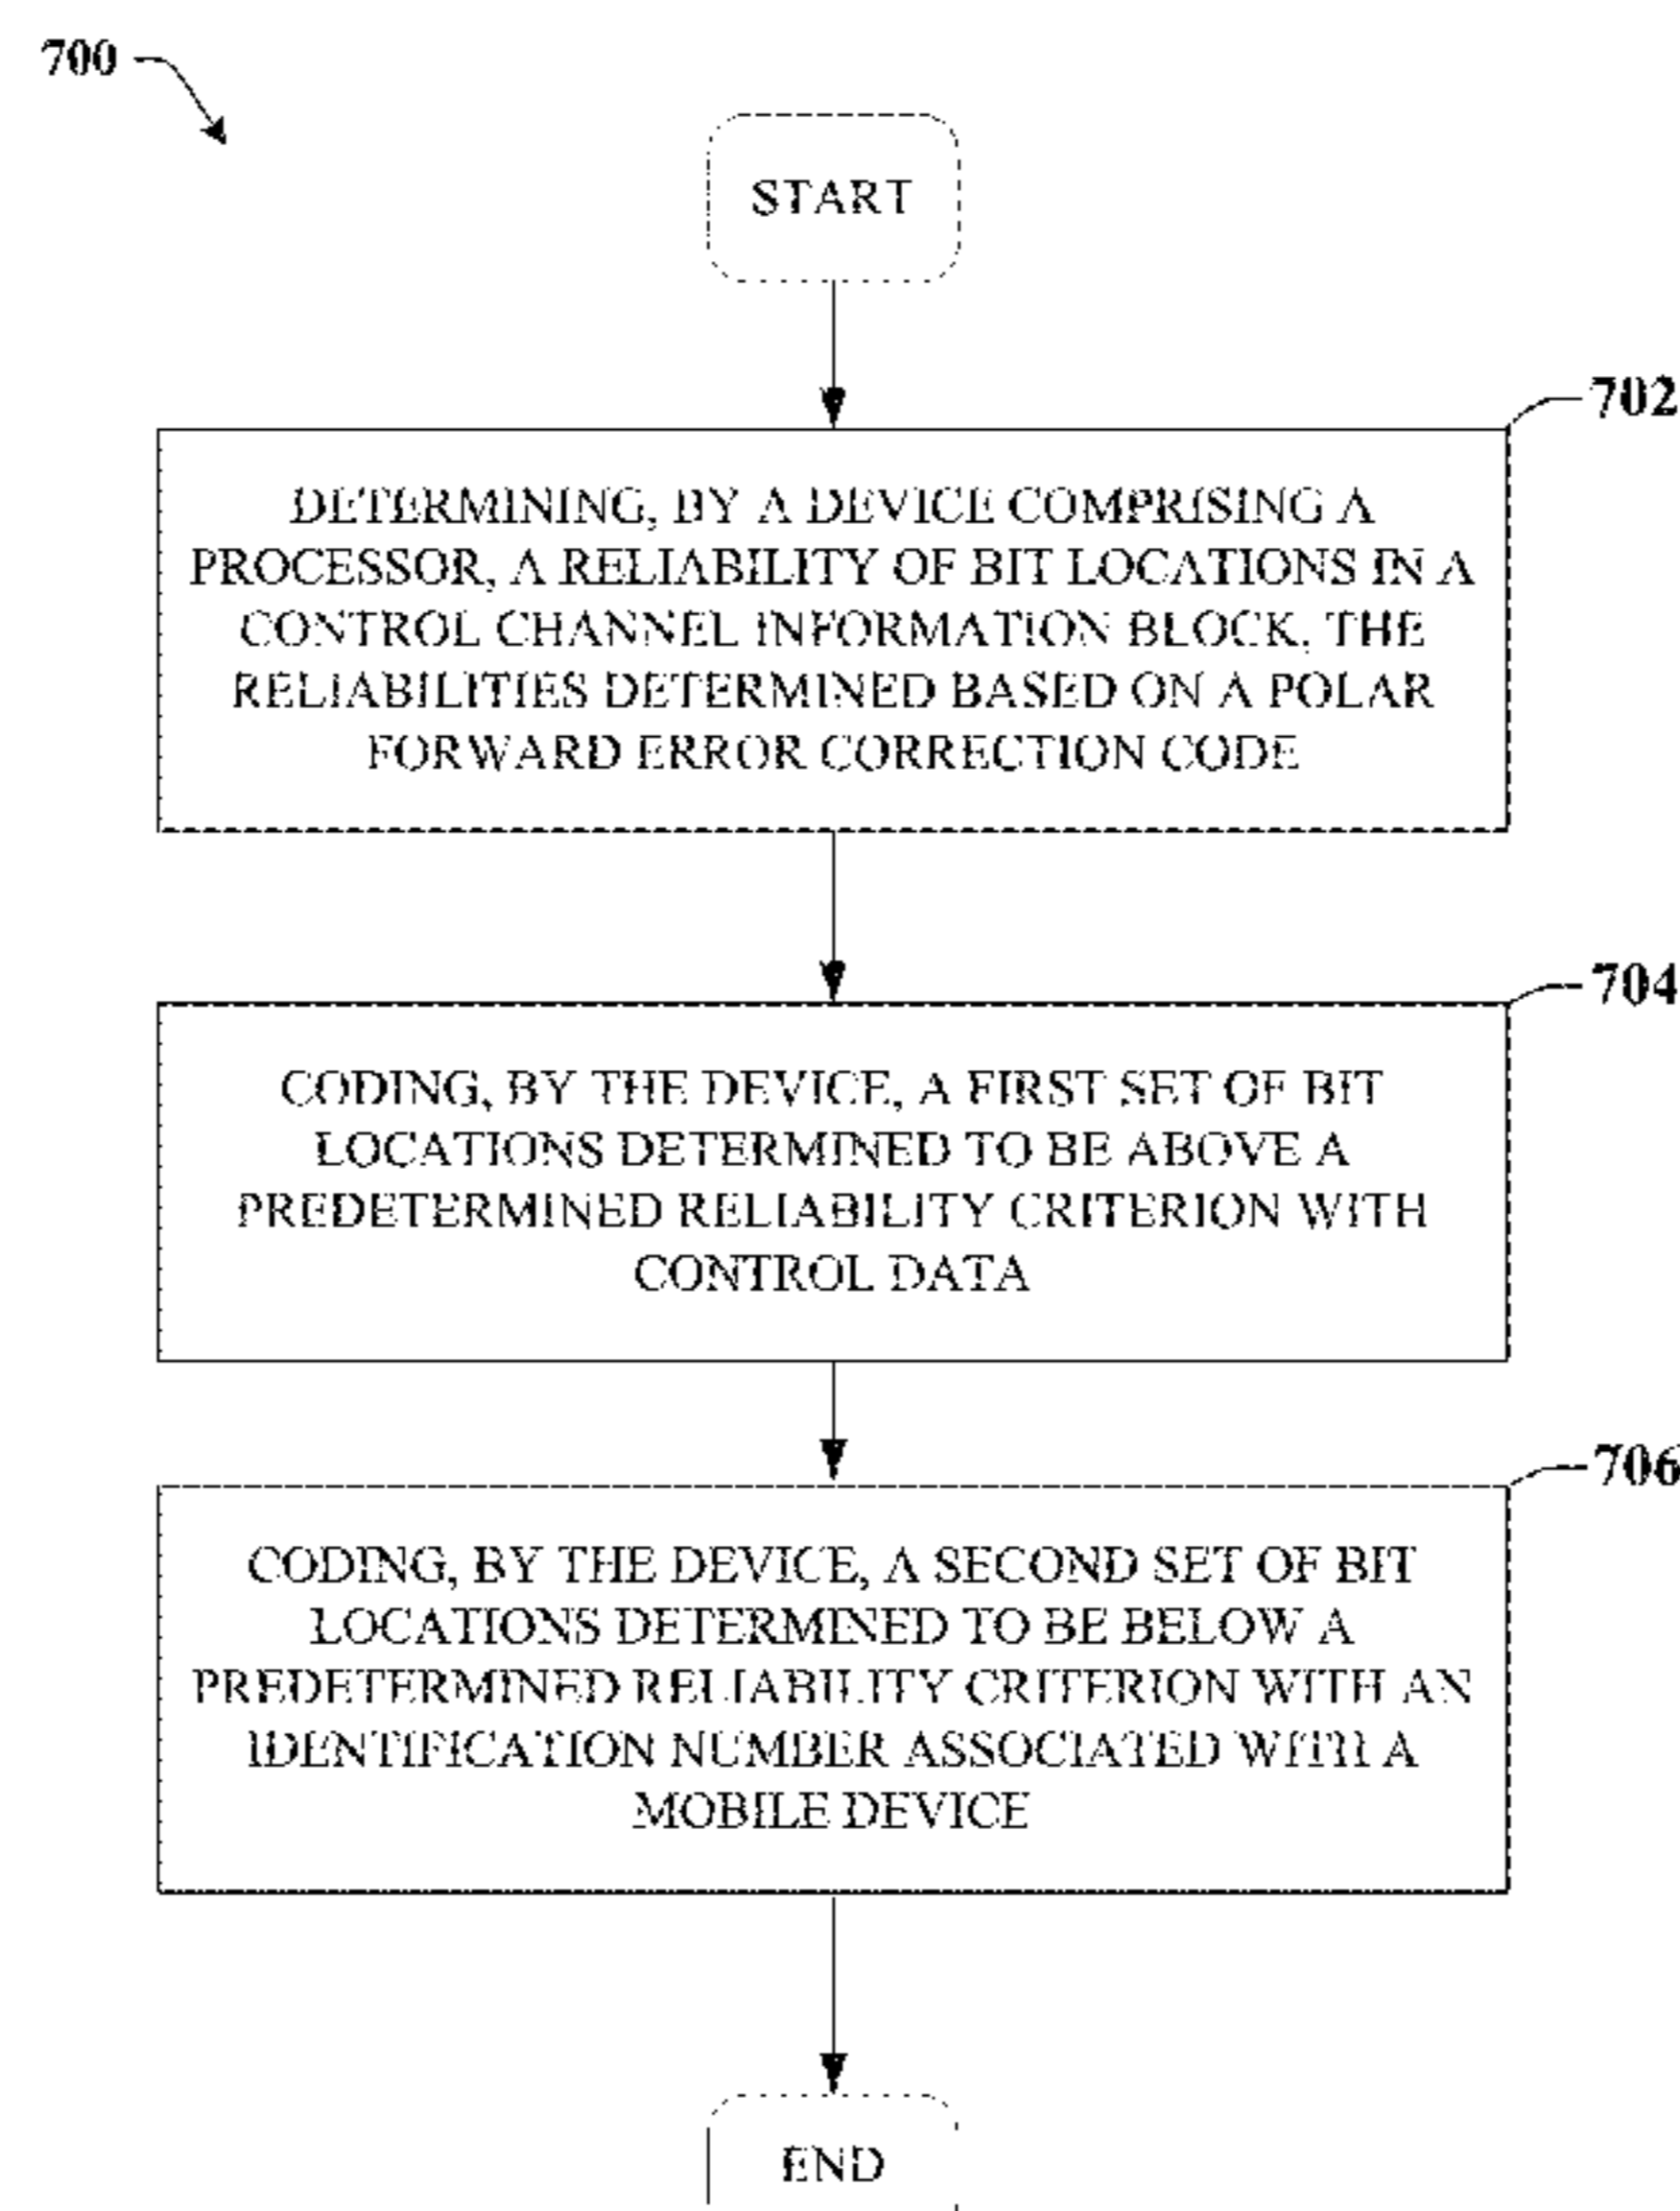 700
START
702
DETERMINING, BY A DEVICE COMPRISING A
PROCESSOR, A RELIABILITY OF BIT LOCATIONS IN A
CONTROL CHANNEL INFORMATION BLOCK, THE
RELIABILITIES DETERMINED BASED ON A POLAR
FORWARD ERROR CORRECTION CODE
704
CODING, BY THE DEVICE, A FIRST SET OF BIT
LOCATIONS DETERMINED TO BE ABOVE A
PREDETERMINED RELIABILITY CRITERION WITH
CONTROL DATA
706
CODING, BY THE DEVICE, A SECOND SET OF BIT
LOCATIONS DETERMINED TO BE BELOW A
PREDETERMINED RELIABILITY CRITERION WITH AN
IDENTIFICATION NUMBER ASSOCIATED WITH A
MOBILE DEVICE
END